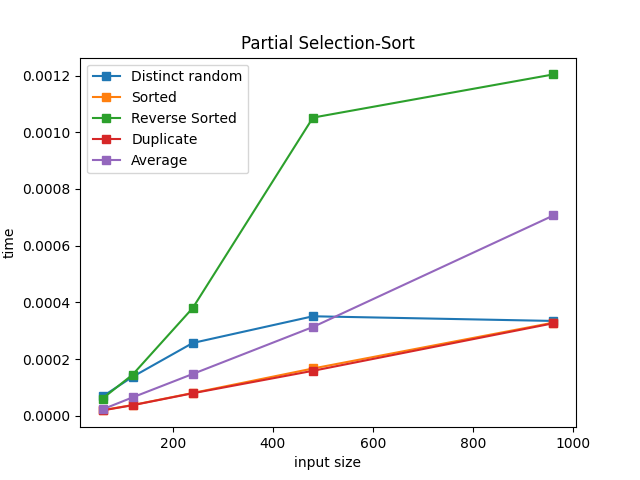 Partial Selection-Sort
Distinct random
Sorted
Reverse Sorted
Duplicate
Average
0.0012
0.0010
0.0008
0.0006
0.0004
0.0002
0.0000
time
200
400
600
800
1000
input size